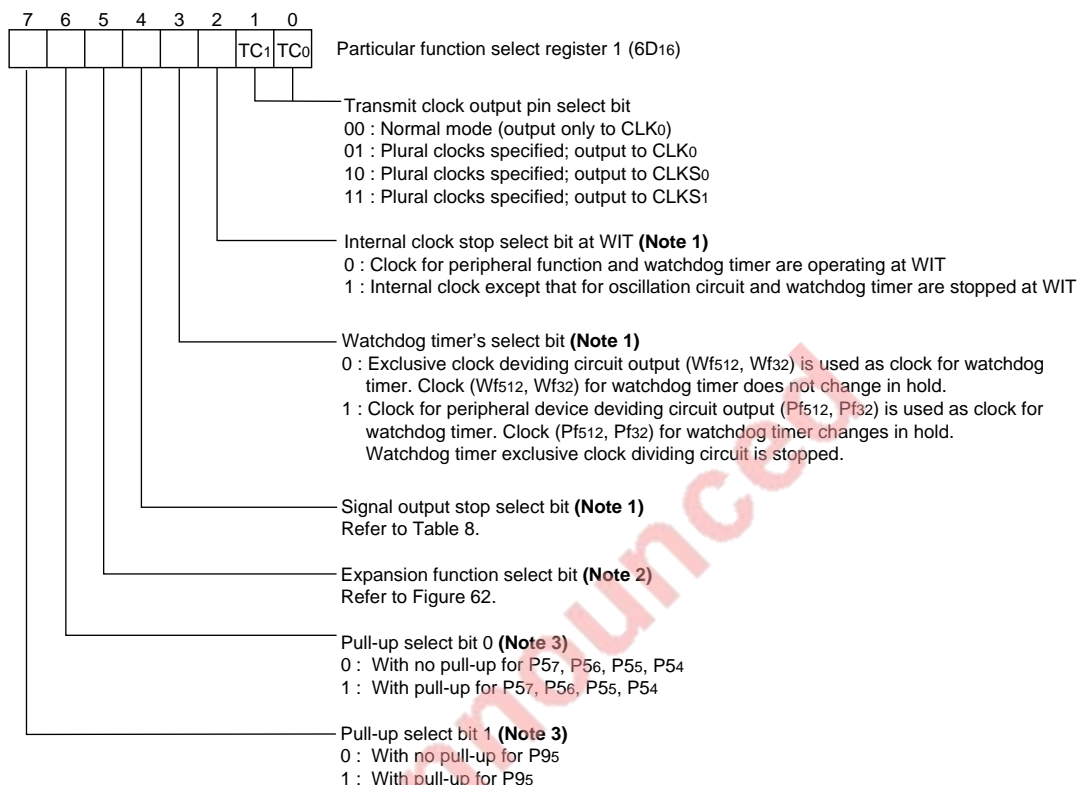 7 6 5 4 3 2 1 0
TC1 TC0 Particular function select register 1 (6D16)
Transmit clock output pin select bit
00 : Normal mode (output only to CLK0)
01 : Plural clocks specified; output to CLK0
10 : Plural clocks specified; output to CLKS0
11 : Plural clocks specified; output to CLKS1
Internal clock stop select bit at WIT (Note 1)
0 : Clock for peripheral function and watchdog timer are operating at WIT
1 : Internal clock except that for oscillation circuit and watchdog timer are stopped at WIT
Watchdog timer's select bit (Note 1)
0 : Exclusive clock deviding circuit output (Wf512, Wf32) is used as clock for watchdog
timer. Clock (Wf512, Wf32) for watchdog timer does not change in hold.
1 : Clock for peripheral device deviding circuit output (Pf512, Pf32) is used as clock for
watchdog timer. Clock (Pf512, Pf32) for watchdog timer changes in hold.
Watchdog timer exclusive clock dividing circuit is stopped.
Signal output stop select bit (Note 1)
Refer to Table 8.
Expansion function select bit (Note 2)
Refer to Figure 62.
Pull-up select bit 0 (Note 3)
0 : With no pull-up for P57, P56, P55, P54
1 : With pull-up for P57, P56, P55, P54
Pull-up select bit 1 (Note 3)
0 : With no pull-up for P95
1 : With pull-up for P95